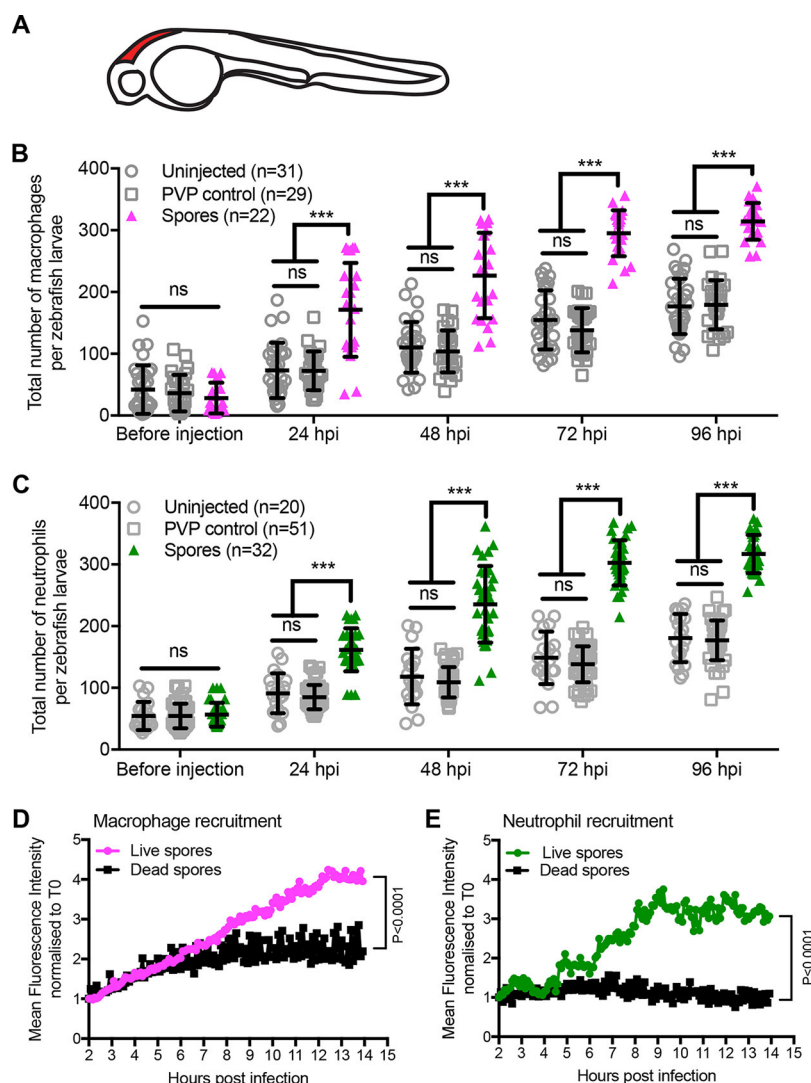 A
B
400
300
200
100
0
Total number of macrophages
per zebrafish larvae
Uninjected (n=31)
PVP control (n=29)
Spores (n=22)
ns
ns
***
ns
***
ns
***
ns
***
Before injection
24 hpi
48 hpi
72 hpi
96 hpi
C
400
300
200
100
0
Total number of neutrophils
per zebrafish larvae
Uninjected (n=20)
PVP control (n=51)
Spores (n=32)
ns
ns
***
ns
***
ns
***
ns
***
Before injection
24 hpi
48 hpi
72 hpi
96 hpi
D
Macrophage recruitment
Live spores
Dead spores
Mean Fluorescence Intensity
normalised to T0
5
4
3
2
1
0
P<0.0001
2 3 4 5 6 7 8 9 10 11 12 13 14 15
Hours post infection
E
Neutrophil recruitment
Live spores
Dead spores
Mean Fluorescence Intensity
nomalised to T0
5
4
3
2
1
0
P<0.0001
2 3 4 5 6 7 8 9 10 11 12 13 14 15
Hours post infection